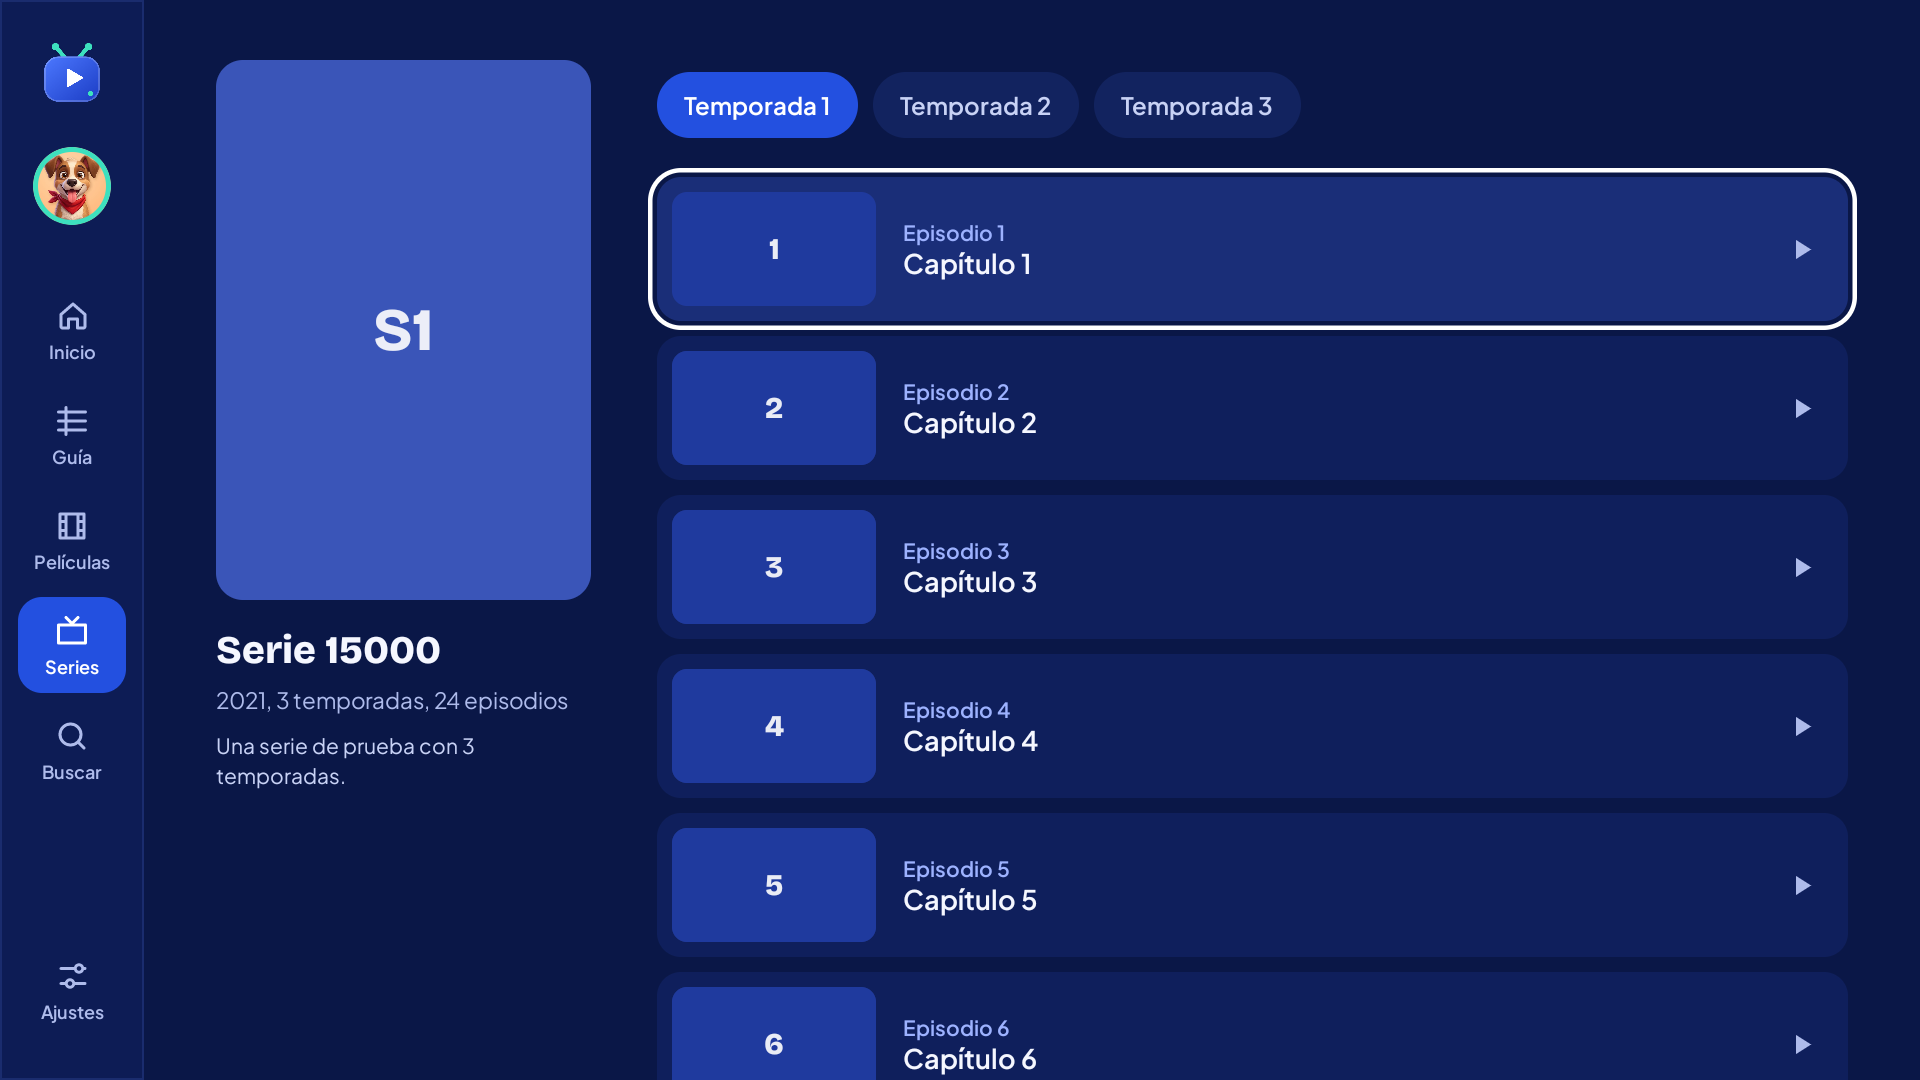 Inicio
Guía
Películas
Series
Buscar
Ajustes
S1
Serie 15000
2021, 3 temporadas, 24 episodios
Una serie de prueba con 3
temporadas.
Temporada 1
Temporada 2
Temporada 3
1
Episodio 1
Capítulo 1
2
Episodio 2
Capítulo 2
3
Episodio 3
Capítulo 3
4
Episodio 4
Capítulo 4
5
Episodio 5
Capítulo 5
6
Episodio 6
Capítulo 6